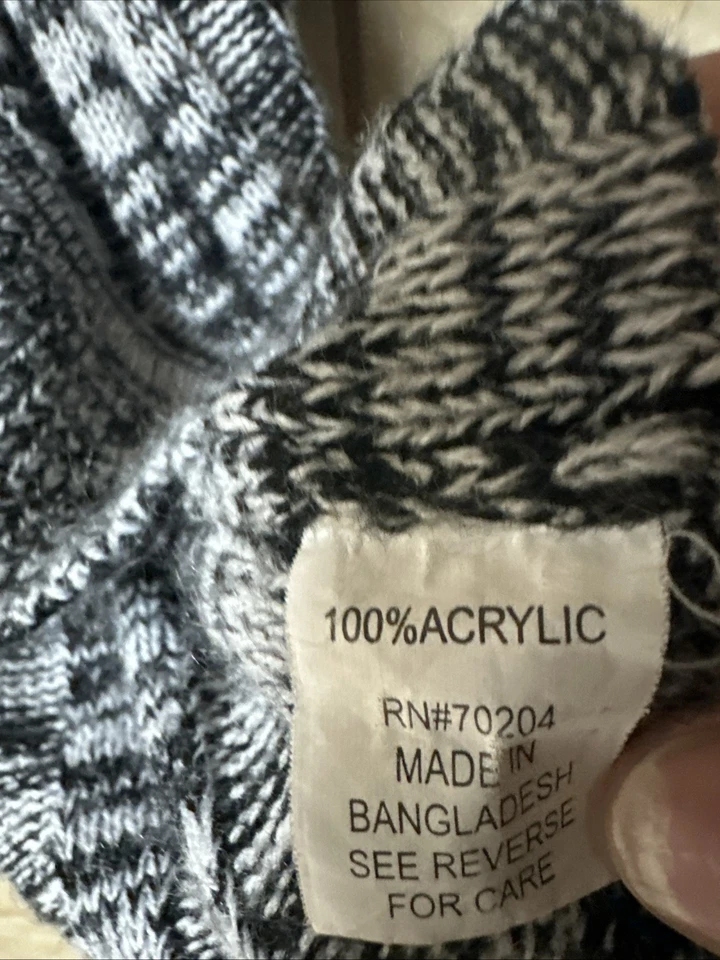 100%ACRYLIC
RN#70204
MADE IN
BANGLADESH
SEE REVERSE
FOR CARE